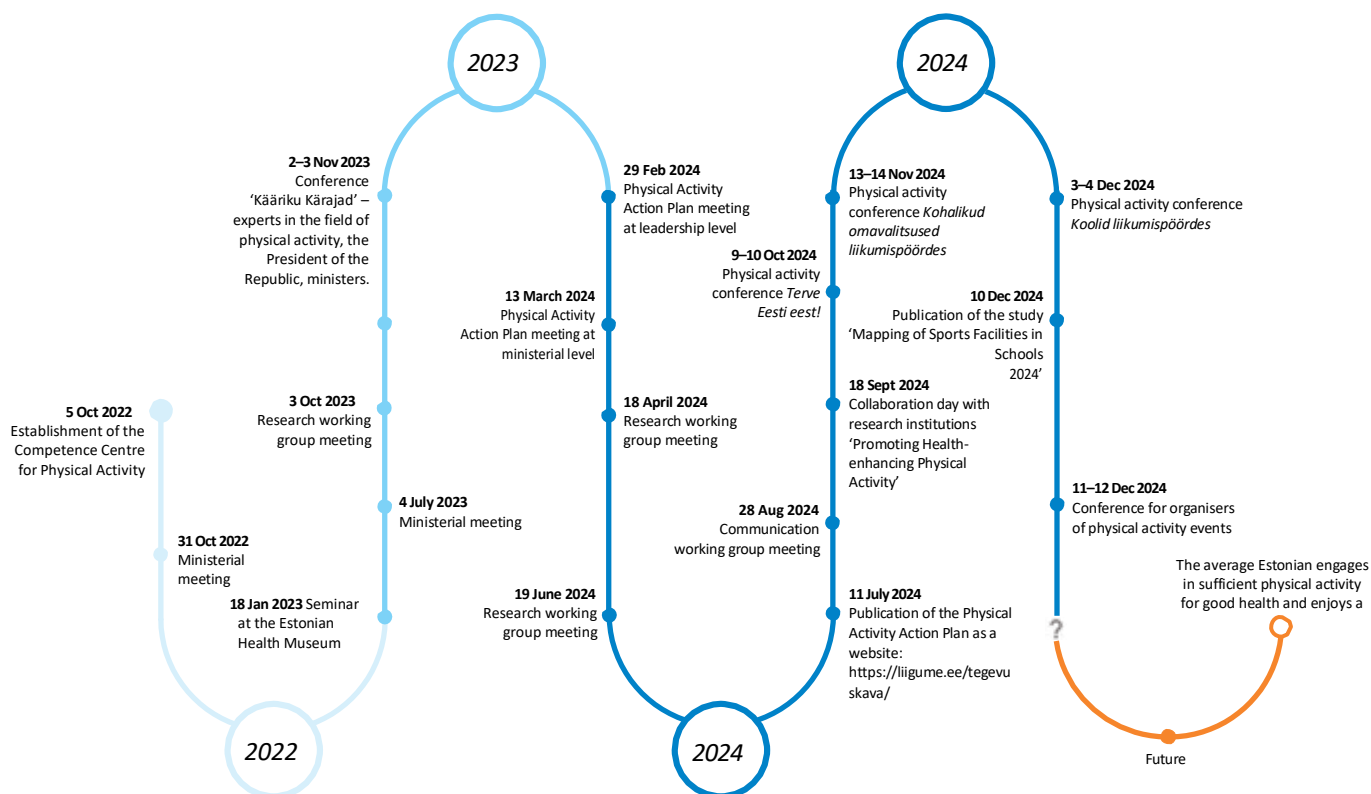 5 Oct 2022
Establishment of the
Competence Centre
for Physical Activity
31 Oct 2022
Ministerial
meeting
2022
18 Jan 2023 Seminar
at the Estonian
Health Museum
4 July 2023
Ministerial meeting
3 Oct 2023
Research working
group meeting
2–3 Nov 2023
Conference
‘Kääriku Kärajad’ –
experts in the field of
physical activity, the
President of the
Republic, ministers.
2023
29 Feb 2024
Physical Activity
Action Plan meeting
at leadership level
13 March 2024
Physical Activity
Action Plan meeting at
ministerial level
18 April 2024
Research working
group meeting
19 June 2024
Research working
group meeting
2024
11 July 2024
Publication of the Physical
Activity Action Plan as a
website:
https://liigume.ee/tegevu
skava/
28 Aug 2024
Communication
working group meeting
18 Sept 2024
Collaboration day with
research institutions
‘Promoting Health-
enhancing Physical
Activity’
9–10 Oct 2024
Physical activity
conference Terve
Eesti eest!
13–14 Nov 2024
Physical activity
conference Kohalikud
omavalitsused
liikumispöördes
2024
3–4 Dec 2024
Physical activity conference
Koolid liikumispöördes
10 Dec 2024
Publication of the study
‘Mapping of Sports Facilities in
Schools
2024’
11–12 Dec 2024
Conference for organisers
of physical activity events
?
Future
The average Estonian engages
in sufficient physical activity
for good health and enjoys a